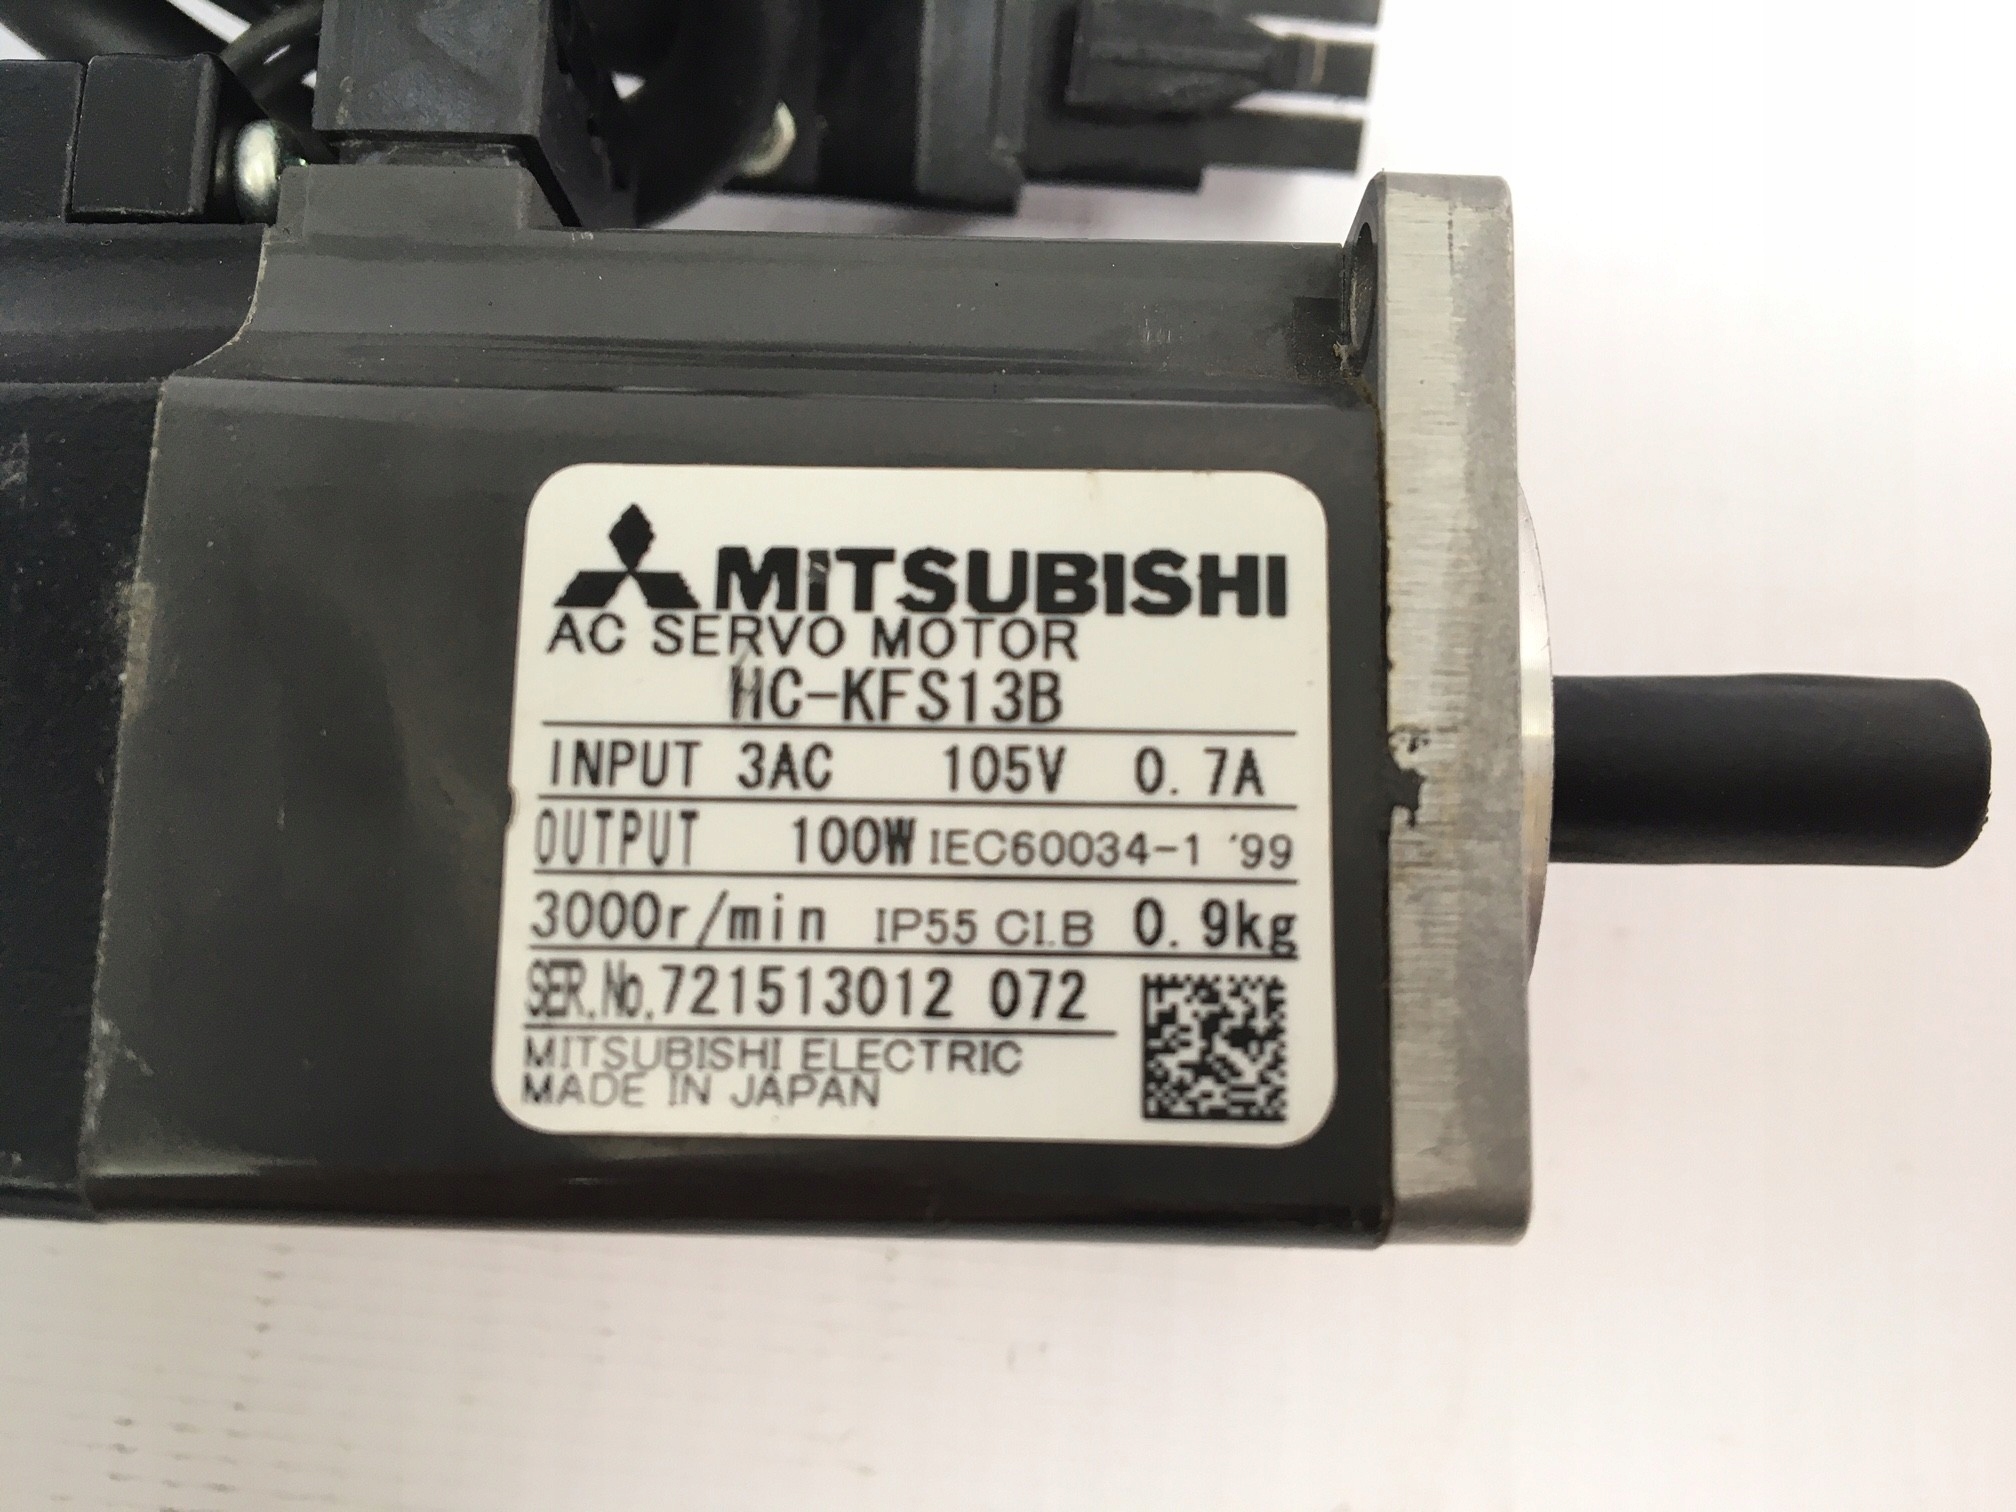 MITSUBISHI
AC SERVO MOTOR
HC-KFS13B
INPUT 3AC 105V 0.7A
OUTPUT 100W IEC60034-1 '99
3000r/min IP55 CI.B 0.9kg
SER.No.721513012 072
MITSUBISHI ELECTRIC
MADE IN JAPAN